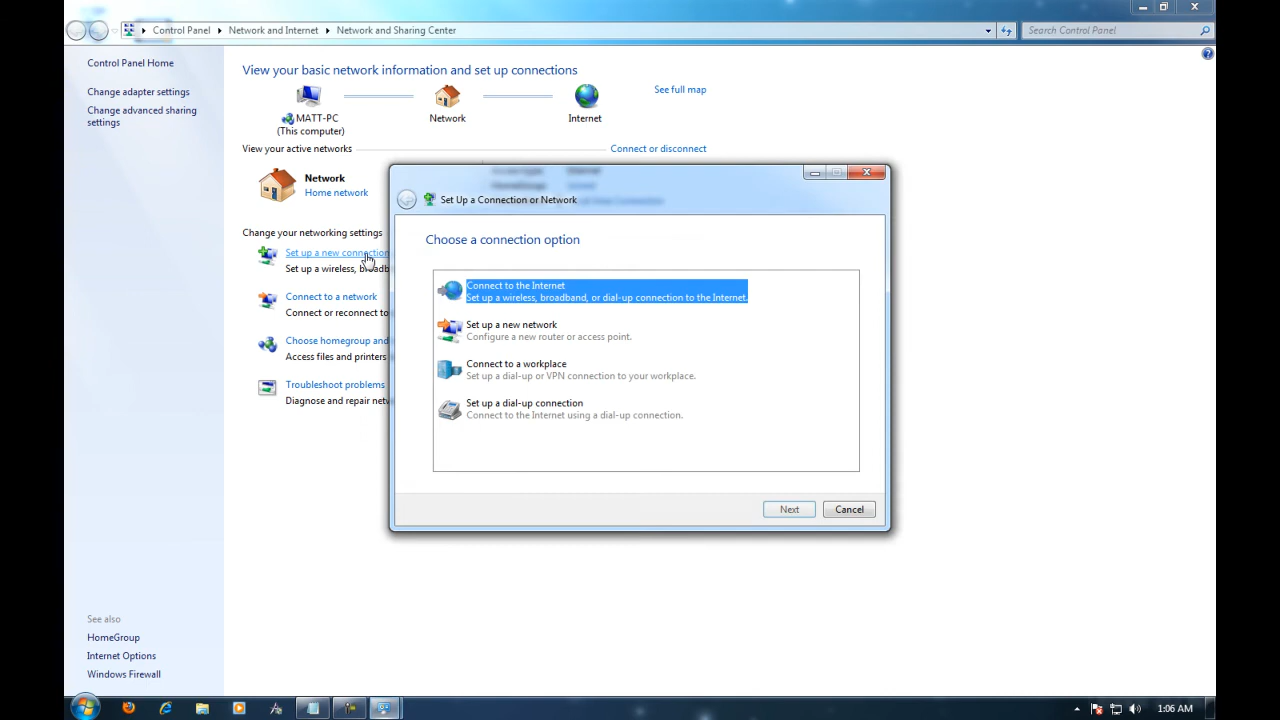 Control Panel
Network and Internet
Network and Sharing Center
Search Control Panel
Control Panel Home
Change adapter settings
Change advanced sharing
settings
See also
HomeGroup
Internet Options
Windows Firewall
View your basic network information and set up connections
See full map
MATT-PC
(This computer)
Network
Internet
View your active networks
Connect or disconnect
Network
Home network
Change your networking settings
Set up a new connection
Set up a wireless, broadb
Connect to a network
Connect or reconnect to
Choose homegroup and
Access files and printers
Troubleshoot problems
Diagnose and repair netw
Set Up a Connection or Network
Choose a connection option
Connect to the Internet
Set up a wireless, broadband, or dial-up connection to the Internet.
Set up a new network
Configure a new router or access point.
Connect to a workplace
Set up a dial-up or VPN connection to your workplace.
Set up a dial-up connection
Connect to the Internet using a dial-up connection.
Next
Cancel
1:06 AM